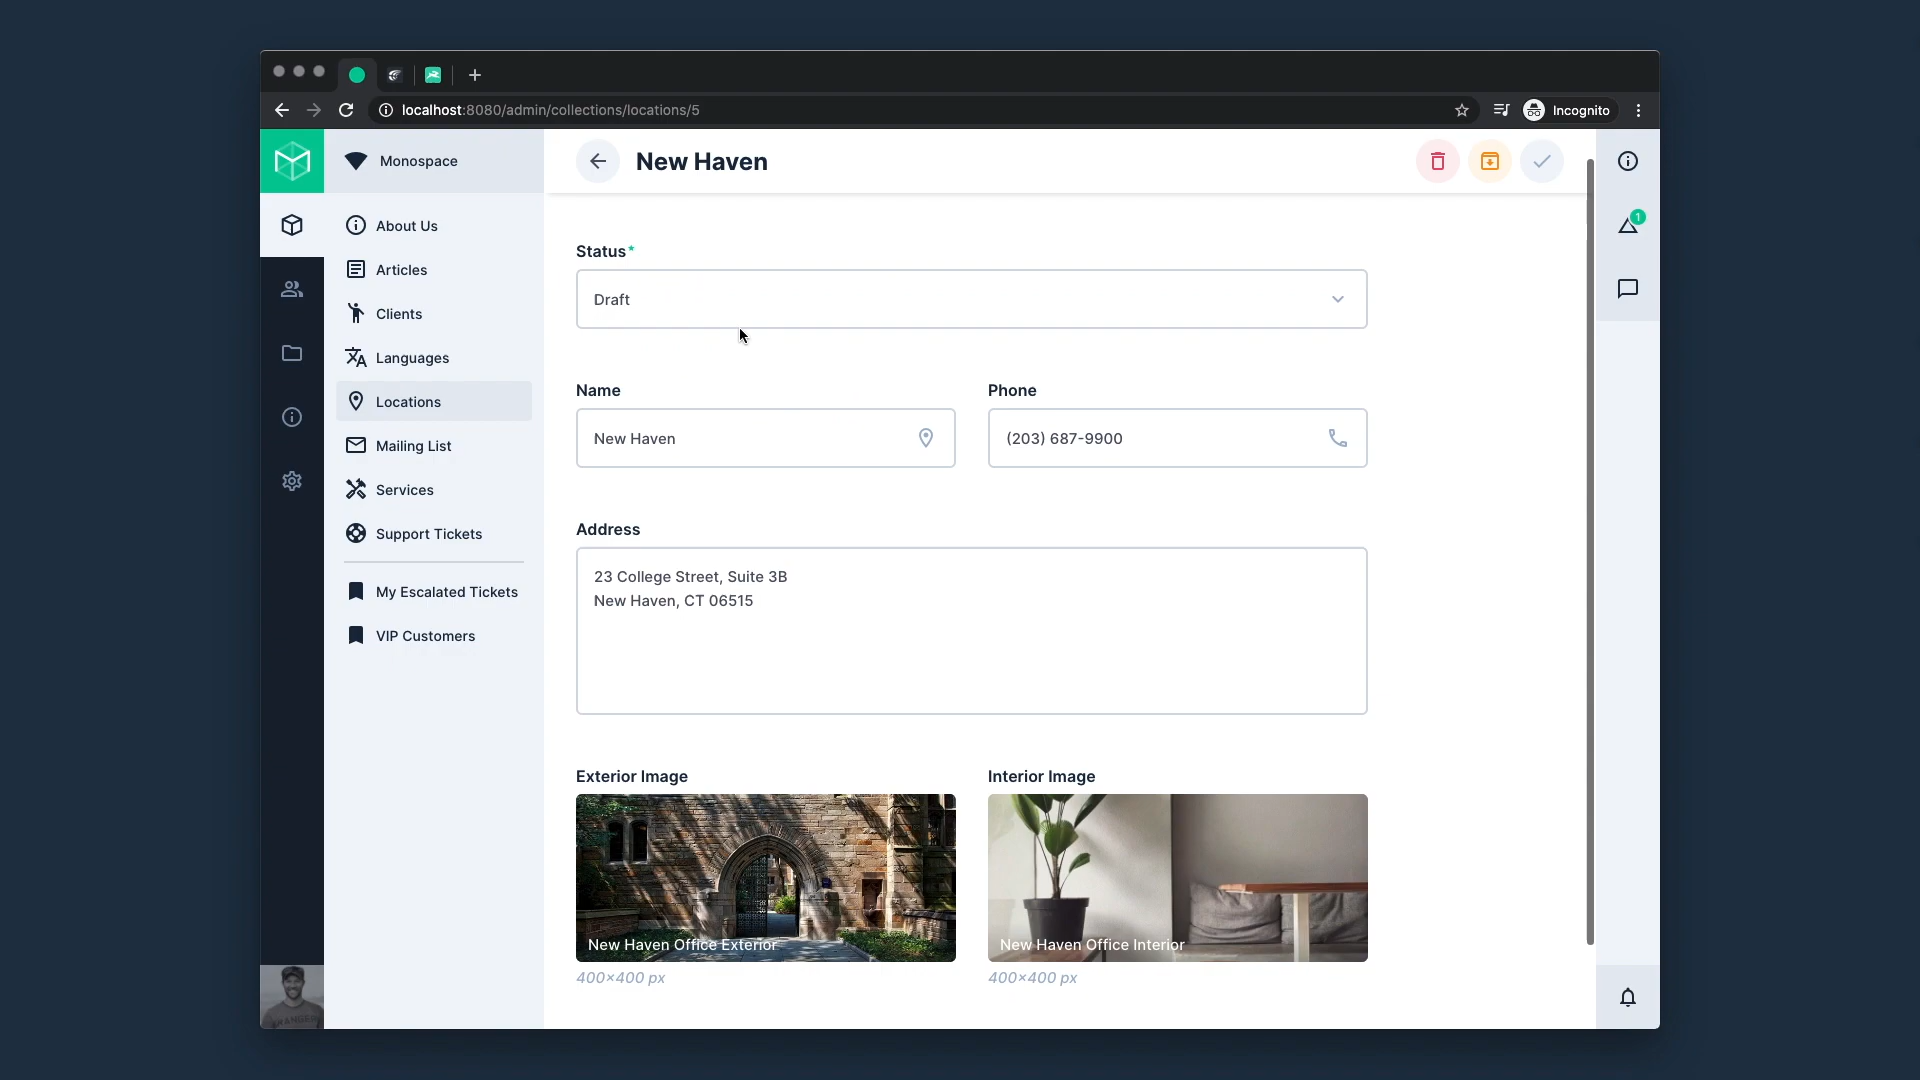 localhost:8080/admin/collections/locations/5
Incognito
Monospace
New Haven
1
About Us
Articles
Clients
Languages
Locations
Mailing List
Services
Support Tickets
My Escalated Tickets
VIP Customers
Status*
Draft
Name
Phone
New Haven
(203) 687-9900
Address
23 College Street, Suite 3B
New Haven, CT 06515
Exterior Image
Interior Image
New Haven Office Exterior
New Haven Office Interior
400×400 px
400×400 px
RANGER